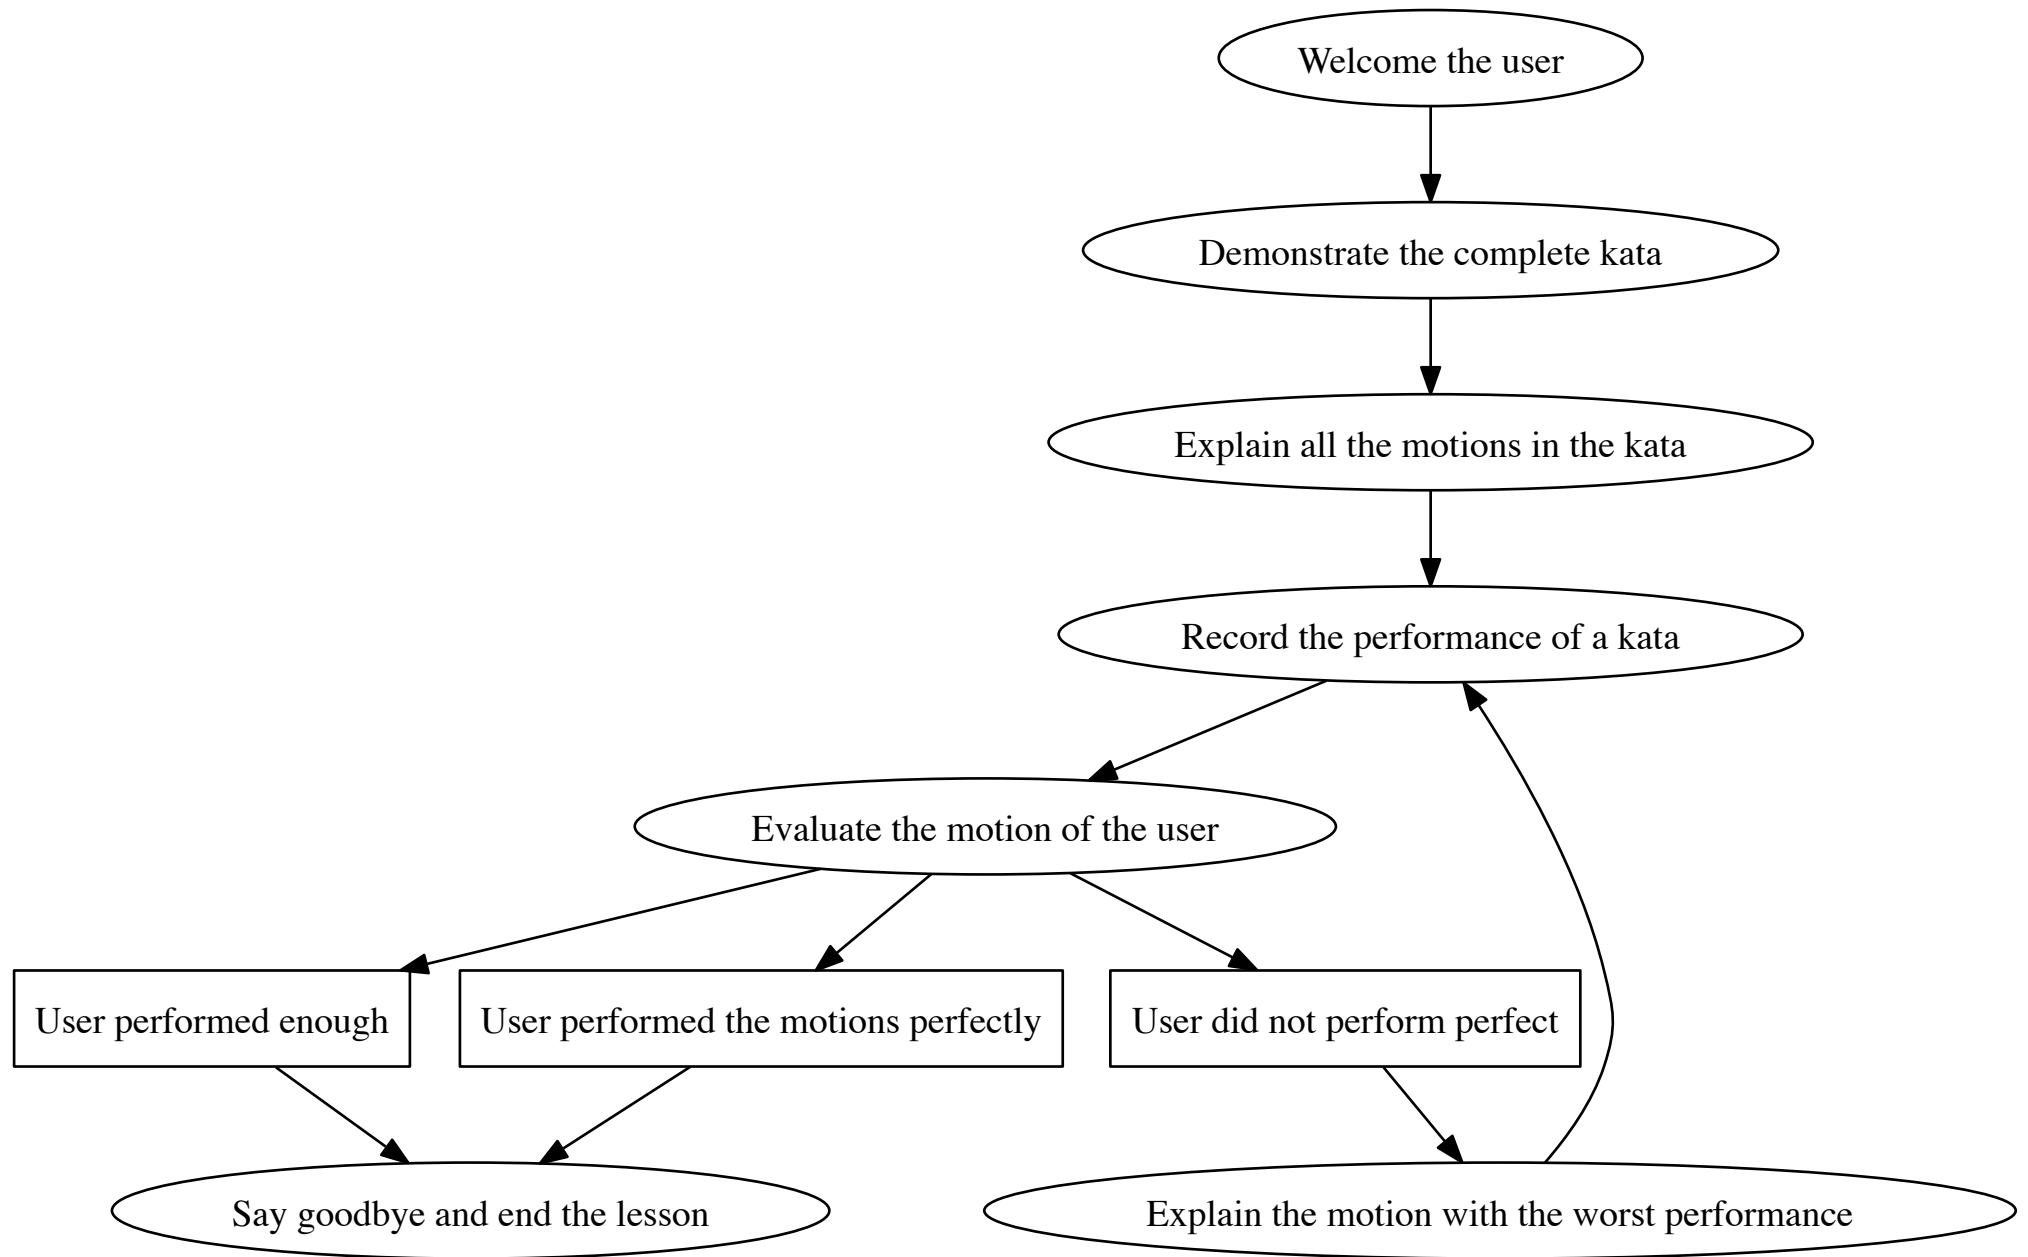 Welcome the user
Demonstrate the complete kata
Explain all the motions in the kata
Record the performance of a kata
Evaluate the motion of the user
User performed enough
User performed the motions perfectly
User did not perform perfect
Say goodbye and end the lesson
Explain the motion with the worst performance